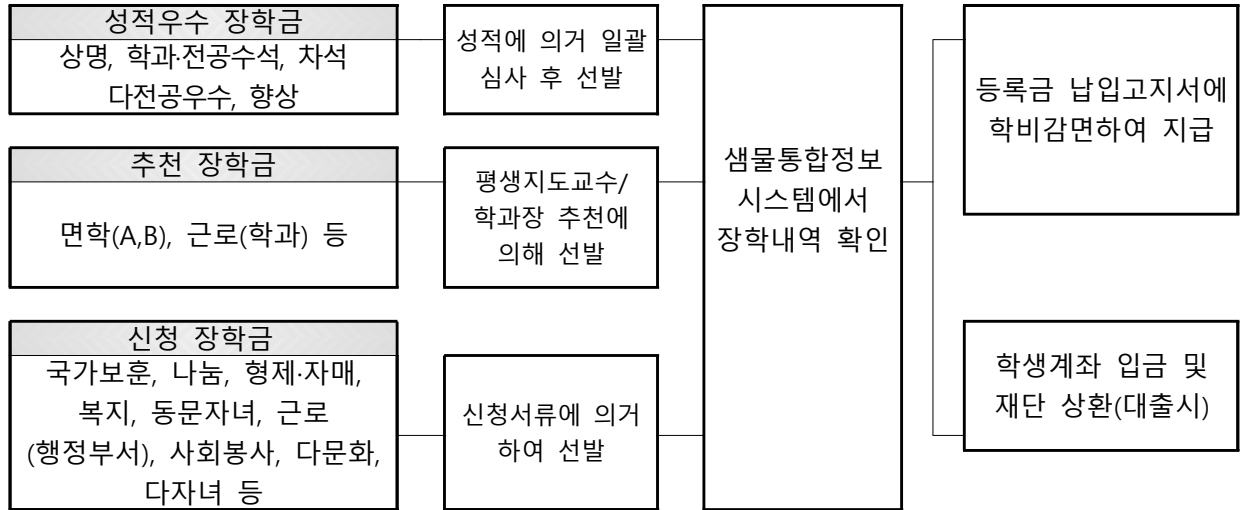 성적우수 장학금
상명, 학과·전공수석, 차석
다전공우수, 향상
성적에 의거 일괄
심사 후 선발
추천 장학금
면학(A,B), 근로(학과) 등
평생지도교수/
학과장 추천에
의해 선발
신청 장학금
국가보훈, 나눔, 형제·자매,
복지, 동문자녀, 근로
(행정부서), 사회봉사, 다문화,
다자녀 등
신청서류에 의거
하여 선발
샘물통합정보
시스템에서
장학내역 확인
등록금 납입고지서에
학비감면하여 지급
학생계좌 입금 및
재단 상환(대출시)